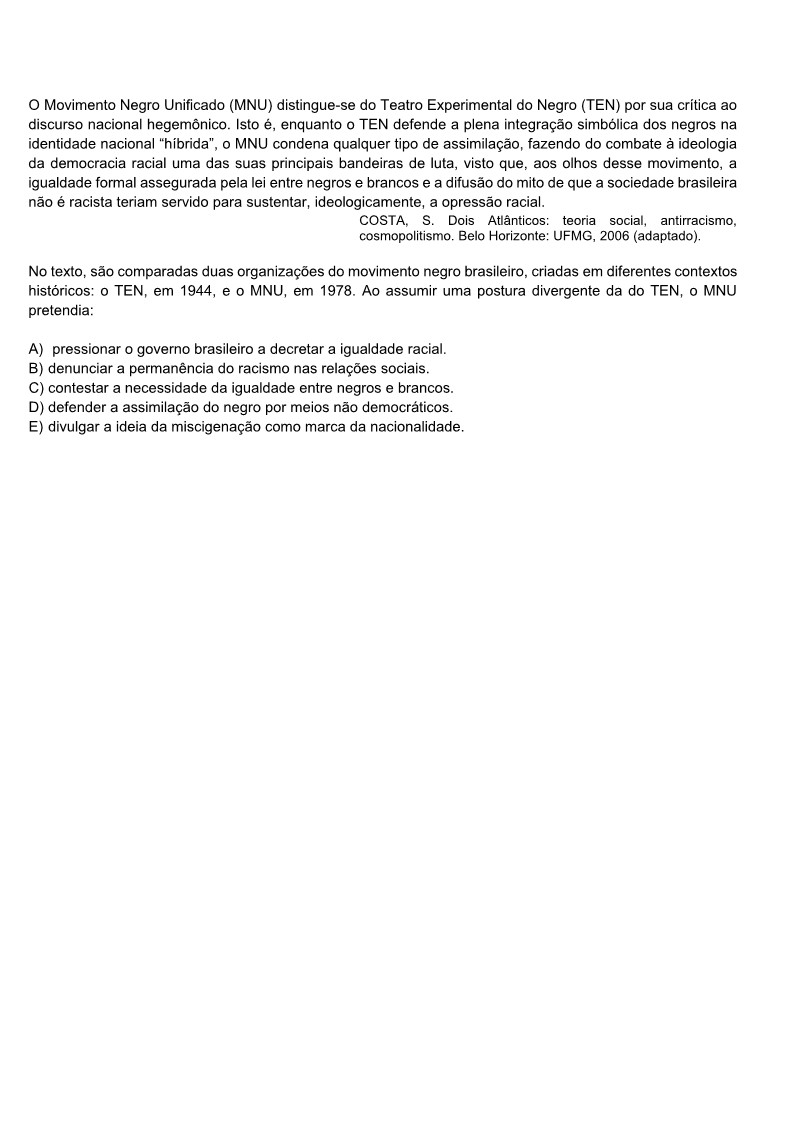 O Movimento Negro Unificado (MNU) distingue-se do Teatro Experimental do Negro (TEN) por sua crítica ao
discurso nacional hegemônico. Isto é, enquanto o TEN defende a plena integração simbólica dos negros na
identidade nacional “híbrida”, o MNU condena qualquer tipo de assimilação, fazendo do combate à ideologia
da democracia racial uma das suas principais bandeiras de luta, visto que, aos olhos desse movimento, a
igualdade formal assegurada pela lei entre negros e brancos e a difusão do mito de que a sociedade brasileira
não é racista teriam servido para sustentar, ideologicamente, a opressão racial.
COSTA, S. Dois Atlânticos: teoria social, antirracismo,
cosmopolitismo. Belo Horizonte: UFMG, 2006 (adaptado).
No texto, são comparadas duas organizações do movimento negro brasileiro, criadas em diferentes contextos
históricos: o TEN, em 1944, e o MNU, em 1978. Ao assumir uma postura divergente da do TEN, o MNU
pretendia:
A) pressionar o governo brasileiro a decretar a igualdade racial.
B) denunciar a permanência do racismo nas relações sociais.
C) contestar a necessidade da igualdade entre negros e brancos.
D) defender a assimilação do negro por meios não democráticos.
E) divulgar a ideia da miscigenação como marca da nacionalidade.